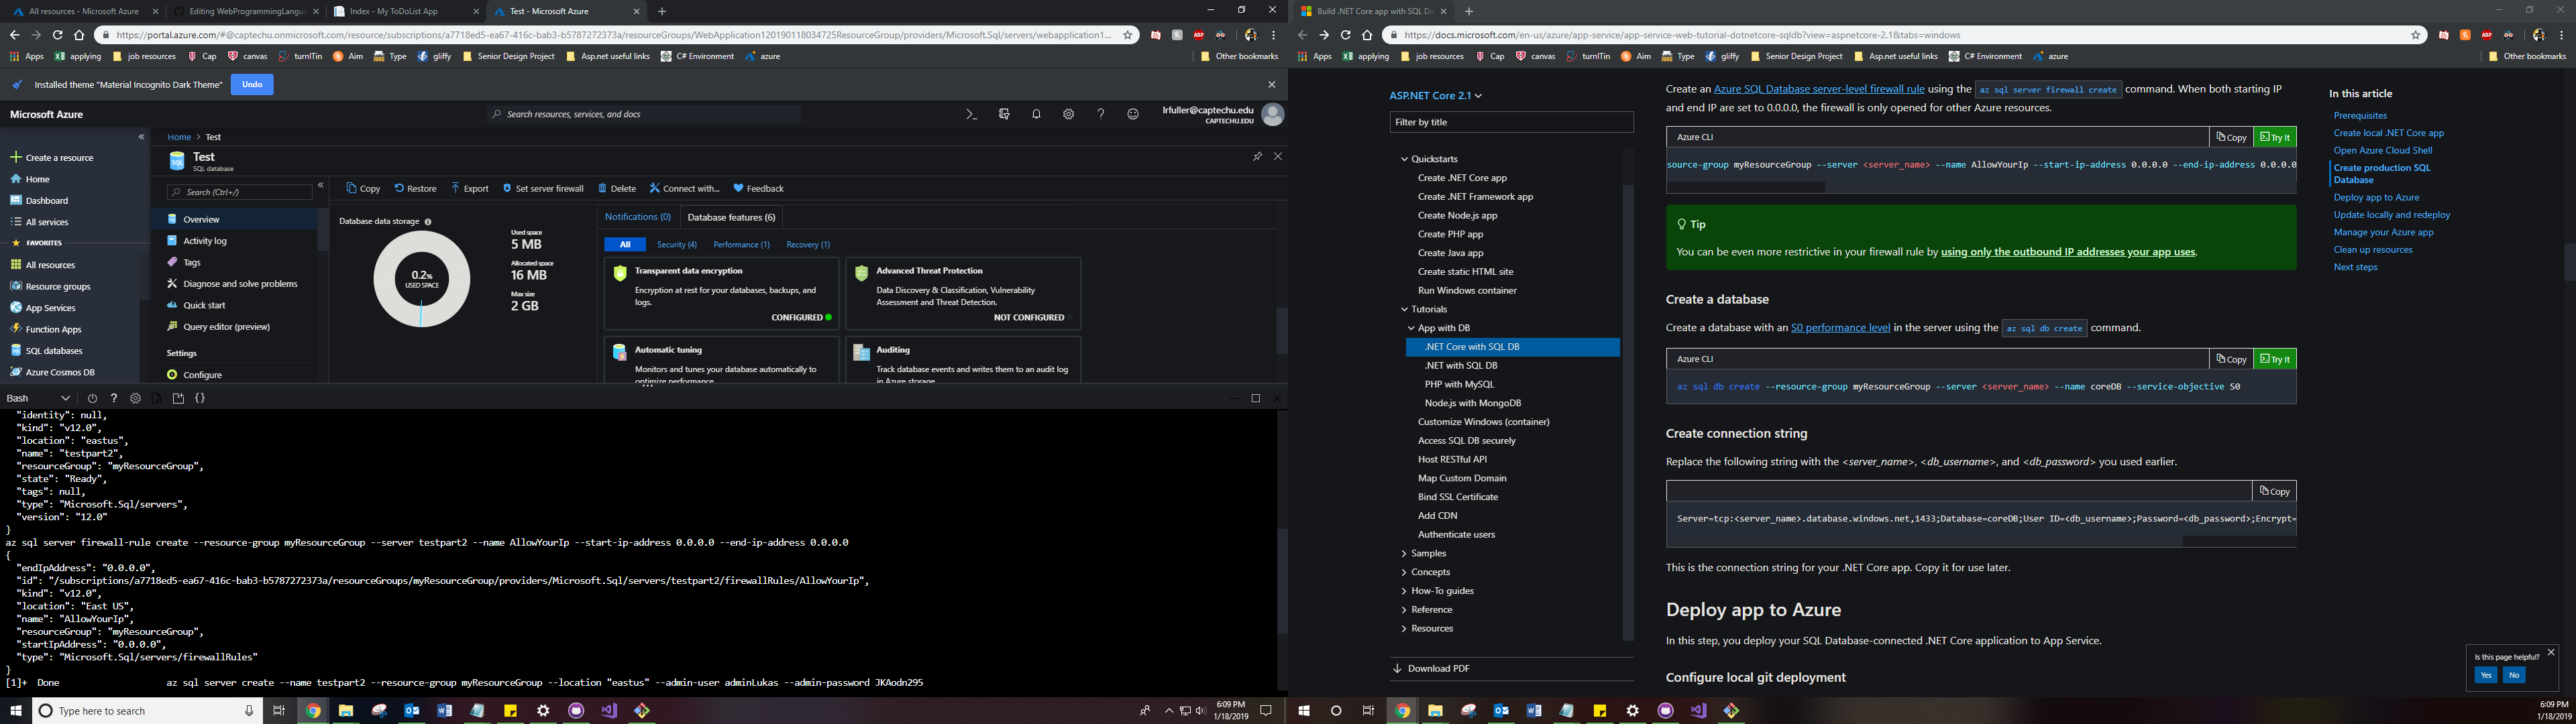 All resources - Microsoft Azure
Editing WebProgrammingLangu
Index - My ToDoList App
Test - Microsoft Azure
https://portal.azure.com/#@captechu.onmicrosoft.com/resource/subscriptions/a7718ed5-ea67-416c-bab3-b5787272373a/resourceGroups/WebApplication120190118034725ResourceGroup/providers/Microsoft.Sql/servers/webapplication1...
Apps applying job resources Cap canvas turnITin Aim Type gliffy Senior Design Project Asp.net useful links C# Environment azure Other bookmarks
Installed theme "Material Incognito Dark Theme" Undo
Microsoft Azure
Search resources, services, and docs
lrfuller@captechu.edu
CAPTECHU.EDU
Create a resource
Home
Dashboard
All services
FAVORITES
All resources
Resource groups
App Services
Function Apps
SQL databases
Azure Cosmos DB
Home > Test
Test
SQL database
Search (Ctrl+/)
Overview
Activity log
Tags
Diagnose and solve problems
Quick start
Query editor (preview)
Settings
Configure
Copy Restore Export Set server firewall Delete Connect with... Feedback
Database data storage
0.2%
USED SPACE
Used space
5 MB
Allocated space
16 MB
Max size
2 GB
Notifications (0) Database features (6)
All Security (4) Performance (1) Recovery (1)
Transparent data encryption
Encryption at rest for your databases, backups, and
logs.
CONFIGURED
Advanced Threat Protection
Data Discovery & Classification, Vulnerability
Assessment and Threat Detection.
NOT CONFIGURED
Automatic tuning
Monitors and tunes your database automatically to
optimize performance.
Auditing
Track database events and writes them to an audit log
in Azure storage.
Bash
"identity": null,
"kind": "v12.0",
"location": "eastus",
"name": "testpart2",
"resourceGroup": "myResourceGroup",
"state": "Ready",
"tags": null,
"type": "Microsoft.Sql/servers",
"version": "12.0"
}
az sql server firewall-rule create --resource-group myResourceGroup --server testpart2 --name AllowYourIp --start-ip-address 0.0.0.0 --end-ip-address 0.0.0.0
{
"endIpAddress": "0.0.0.0",
"id": "/subscriptions/a7718ed5-ea67-416c-bab3-b5787272373a/resourceGroups/myResourceGroup/providers/Microsoft.Sql/servers/testpart2/firewallRules/AllowYourIp",
"kind": "v12.0",
"location": "East US",
"name": "AllowYourIp",
"resourceGroup": "myResourceGroup",
"startIpAddress": "0.0.0.0",
"type": "Microsoft.Sql/servers/firewallRules"
}
[1]+ Done az sql server create --name testpart2 --resource-group myResourceGroup --location "eastus" --admin-user adminLukas --admin-password JKAodn295
Type here to search
6:09 PM
1/18/2019
Build .NET Core app with SQL Da
https://docs.microsoft.com/en-us/azure/app-service/app-service-web-tutorial-dotnetcore-sqldb?view=aspnetcore-2.1&tabs=windows
Apps applying job resources Cap canvas turnITin Aim Type gliffy Senior Design Project Asp.net useful links C# Environment azure Other bookmarks
ASP.NET Core 2.1
Filter by title
Quickstarts
Create .NET Core app
Create .NET Framework app
Create Node.js app
Create PHP app
Create Java app
Create static HTML site
Run Windows container
Tutorials
App with DB
.NET Core with SQL DB
.NET with SQL DB
PHP with MySQL
Node.js with MongoDB
Customize Windows (container)
Access SQL DB securely
Host RESTful API
Map Custom Domain
Bind SSL Certificate
Add CDN
Authenticate users
Samples
Concepts
How-To guides
Reference
Resources
Download PDF
Create an Azure SQL Database server-level firewall rule using the az sql server firewall create command. When both starting IP
and end IP are set to 0.0.0.0, the firewall is only opened for other Azure resources.
Azure CLI Copy Try It
source-group myResourceGroup --server <server_name> --name AllowYourIp --start-ip-address 0.0.0.0 --end-ip-address 0.0.0.0
Tip
You can be even more restrictive in your firewall rule by using only the outbound IP addresses your app uses.
Create a database
Create a database with an S0 performance level in the server using the az sql db create command.
Azure CLI Copy Try It
az sql db create --resource-group myResourceGroup --server <server_name> --name coreDB --service-objective S0
Create connection string
Replace the following string with the <server_name>, <db_username>, and <db_password> you used earlier.
Copy
Server=tcp:<server_name>.database.windows.net,1433;Database=coreDB;User ID=<db_username>;Password=<db_password>;Encrypt=
This is the connection string for your .NET Core app. Copy it for use later.
Deploy app to Azure
In this step, you deploy your SQL Database-connected .NET Core application to App Service.
Configure local git deployment
In this article
Prerequisites
Create local .NET Core app
Open Azure Cloud Shell
Create production SQL
Database
Deploy app to Azure
Update locally and redeploy
Manage your Azure app
Clean up resources
Next steps
Is this page helpful?
Yes No
6:09 PM
1/18/2019